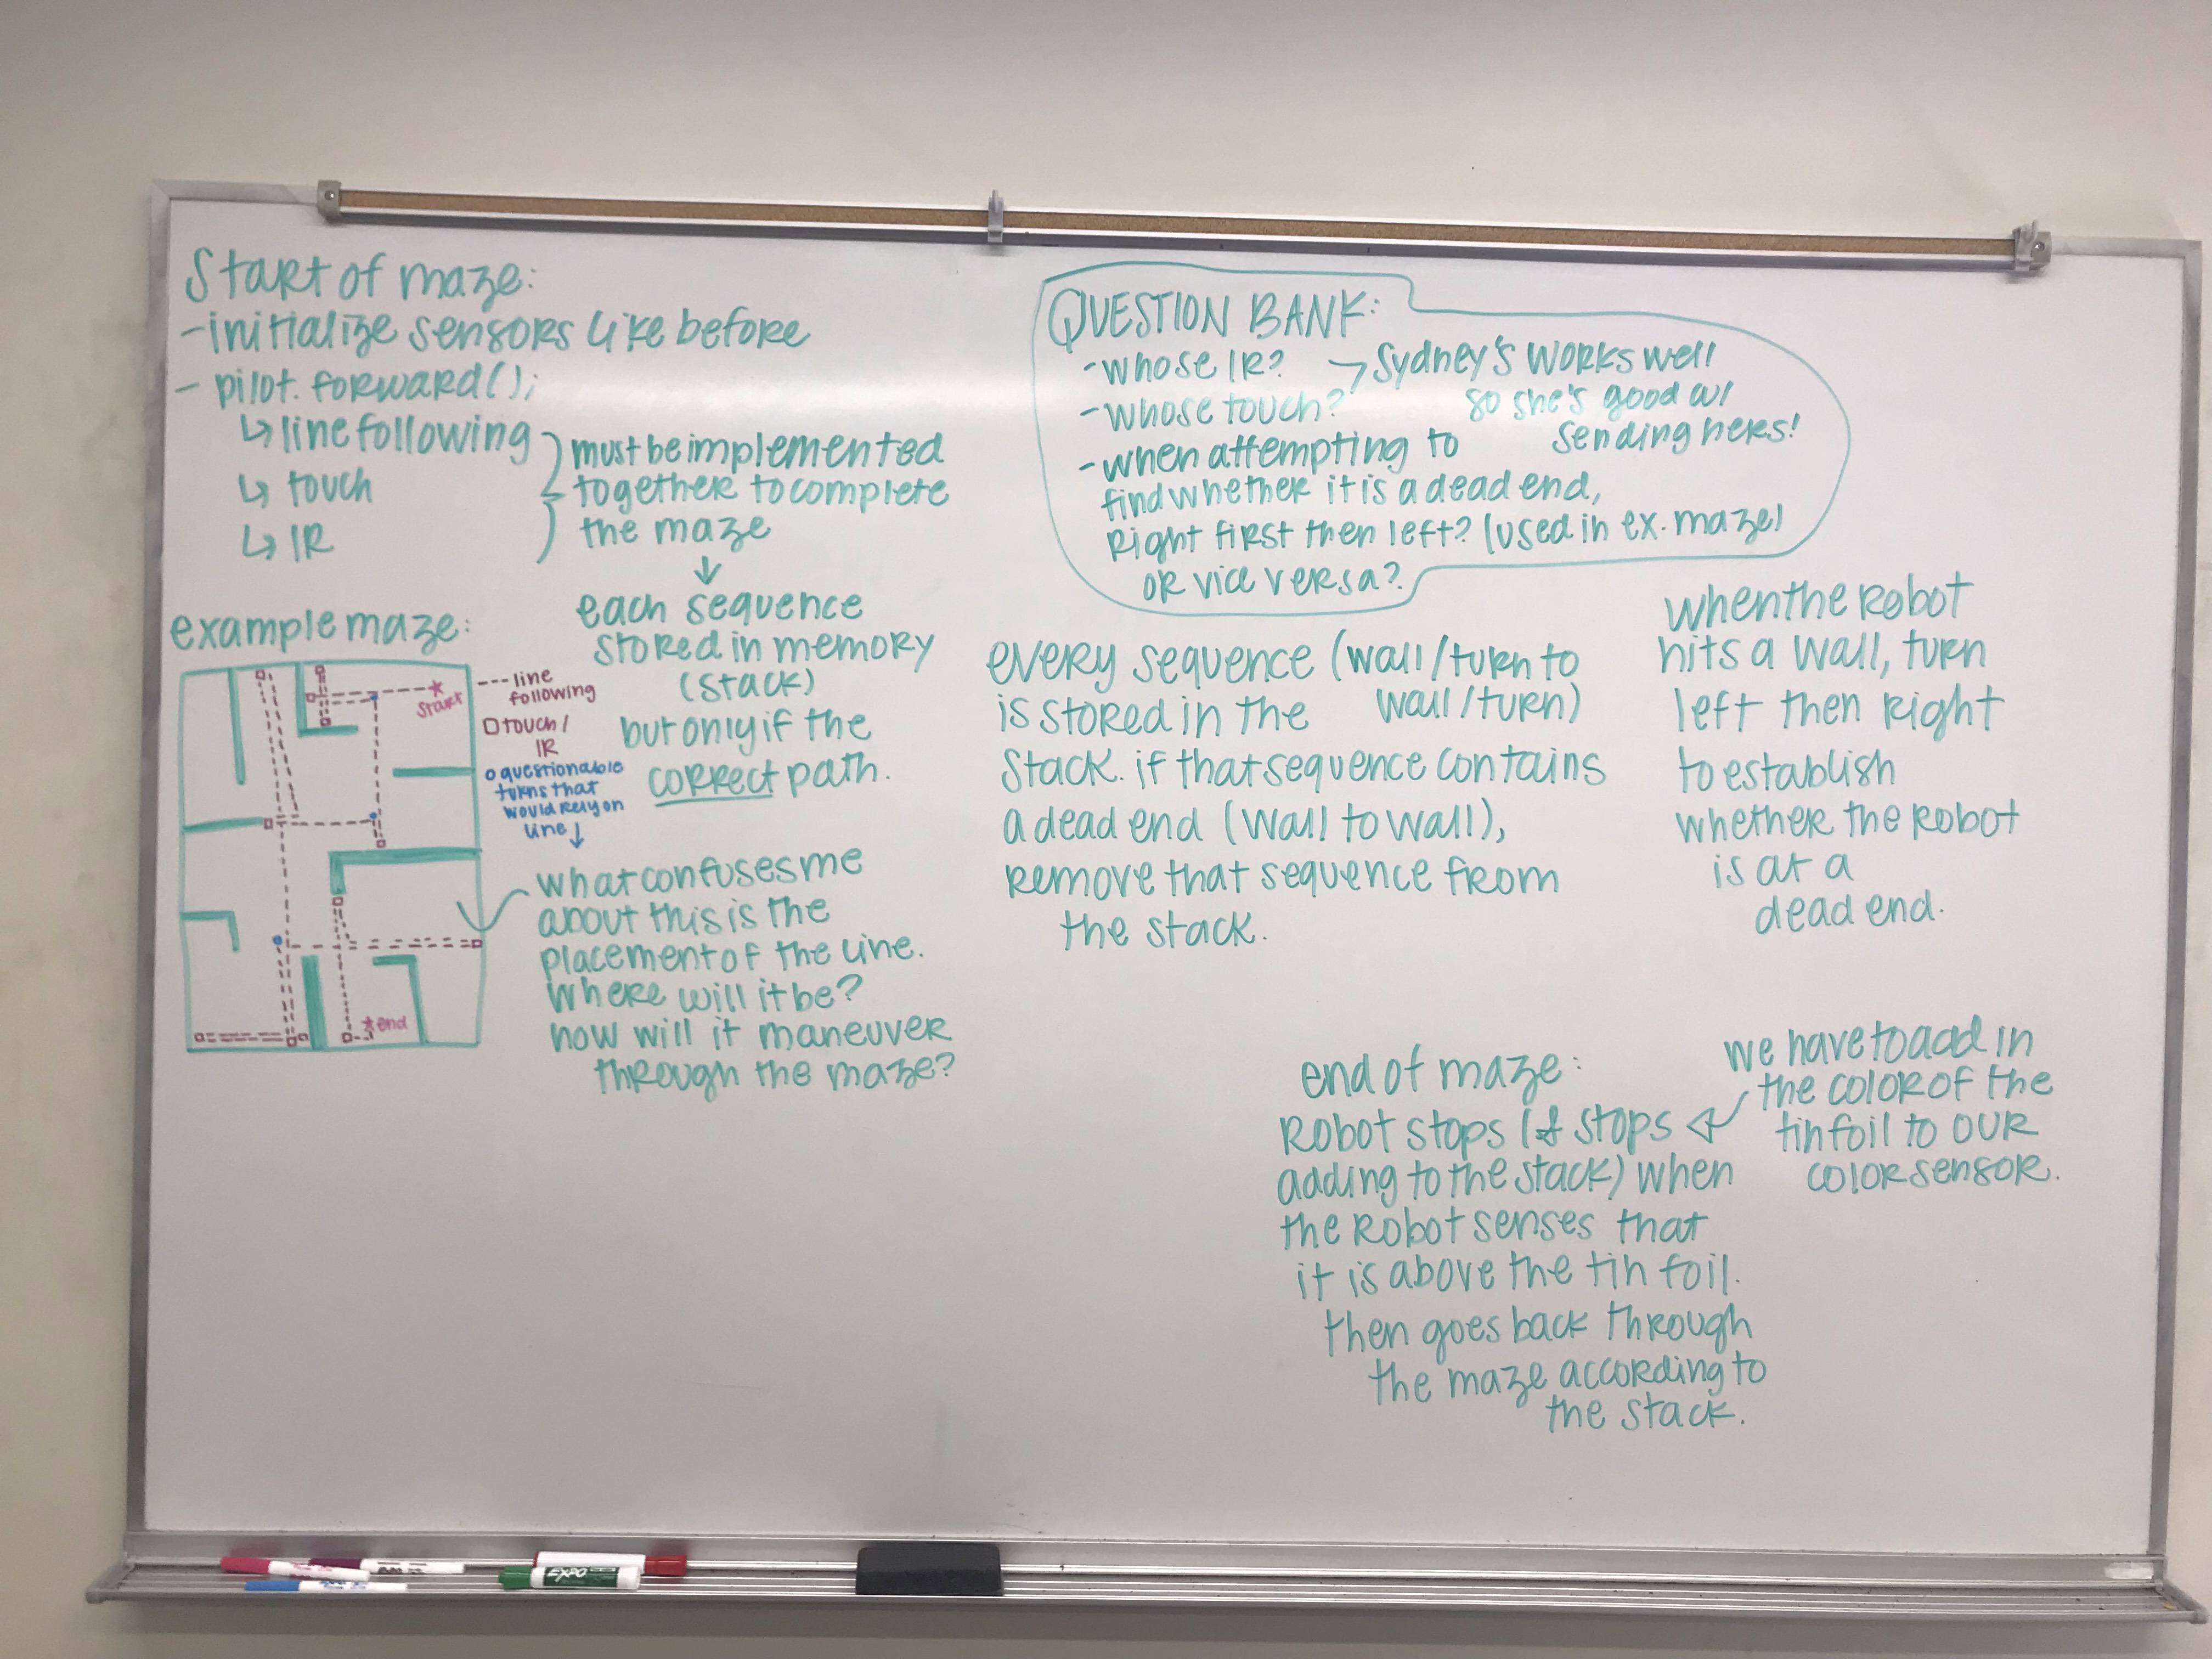 Start of maze:
- initialize sensors like before
- pilot.forward();
↳ line following
↳ touch
↳ IR
must be implemented
together to complete
the maze
↓
each sequence
stored in memory
(stack)
but only if the
correct path.
example maze:
start
end
--- line
following
□ touch/
IR
o questionable
turns that
would rely on
line ↓
what confuses me
about this is the
placement of the line.
where will it be?
how will it maneuver
through the maze?
QUESTION BANK:
- whose IR? → Sydney's works well
so she's good w/
sending hers!
- whose touch?
- when attempting to
find whether it is a dead end,
right first then left? (used in ex. maze)
or vice versa?
every sequence (wall/turn to
wall/turn)
is stored in the
stack. if that sequence contains
a dead end (wall to wall),
remove that sequence from
the stack.
when the robot
hits a wall, turn
left then right
to establish
whether the robot
is at a
dead end.
end of maze:
robot stops (& stops
adding to the stack) when
the robot senses that
it is above the tin foil.
then goes back through
the maze according to
the stack.
we have to add in
the color of the
tin foil to our
color sensor.
EXPO